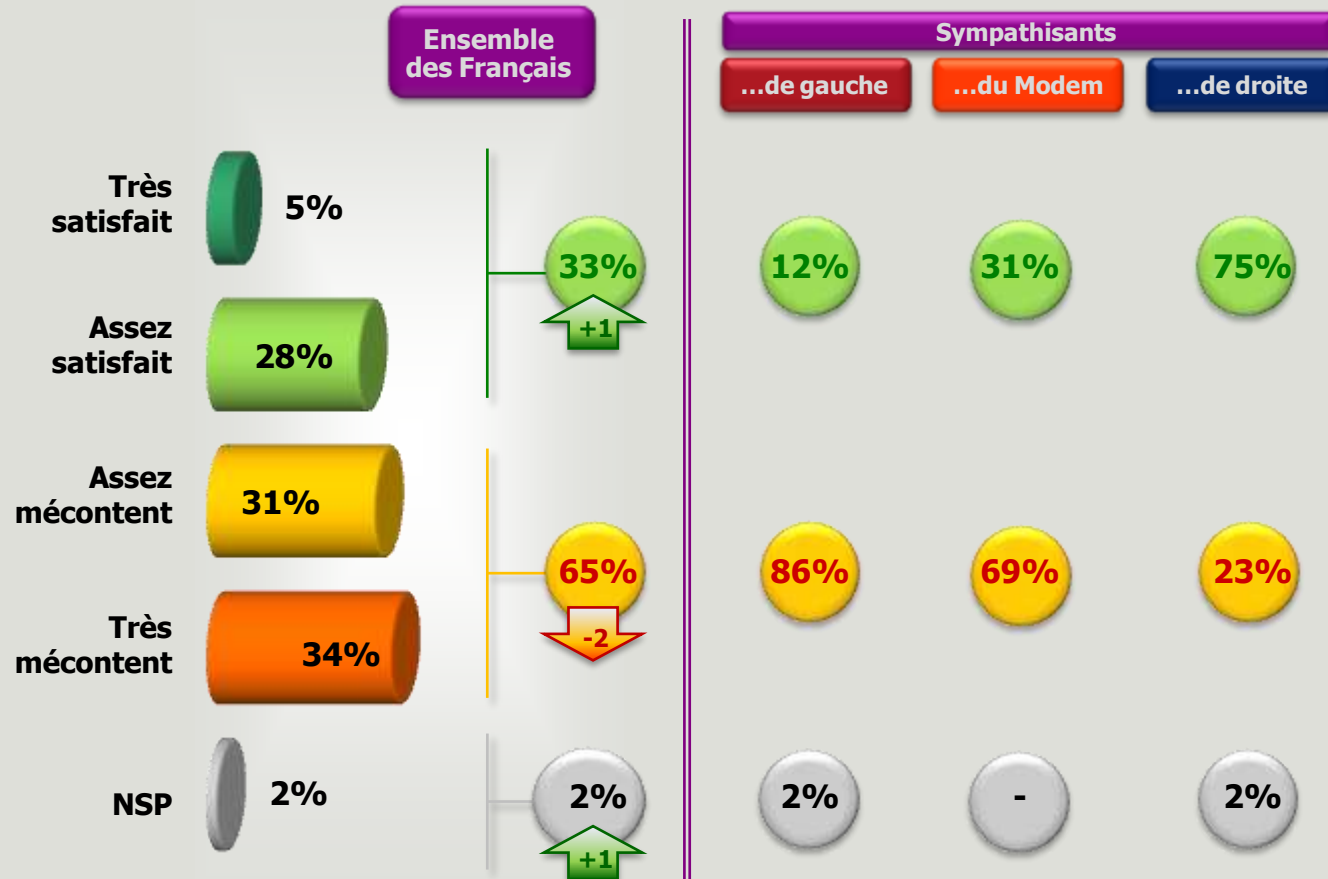 Ensemble
des Français
Sympathisants
...de gauche
...du Modem
...de droite
Très
satisfait
5%
33%
+1
12%
31%
75%
Assez
satisfait
28%
Assez
mécontent
31%
65%
-2
86%
69%
23%
Très
mécontent
34%
NSP
2%
2%
+1
2%
-
2%